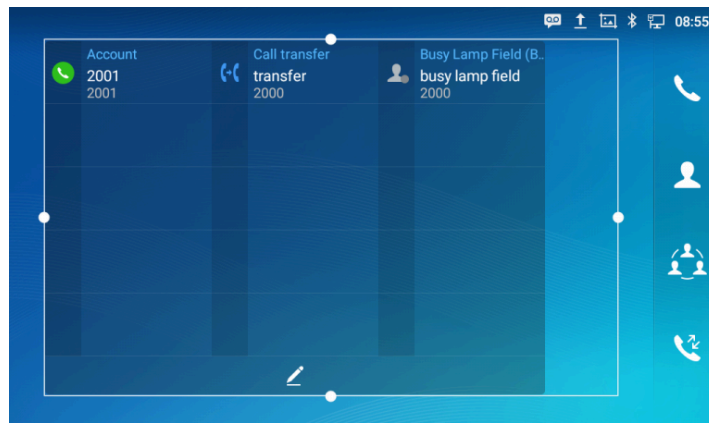 08:55
Account
2001
2001
Call transfer
transfer
2000
Busy Lamp Field (B..
busy lamp field
2000